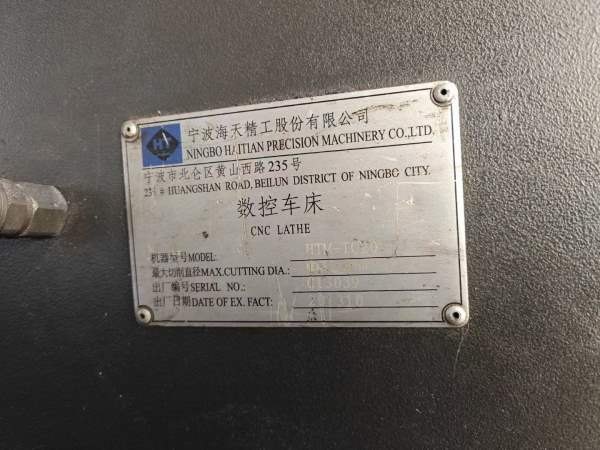 HT
宁波海天精工股份有限公司
NINGBO HAITIAN PRECISION MACHINERY CO.,LTD.
宁波市北仑区黄山西路235号
HUANGSHAN ROAD, BEILUN DISTRICT OF NINGBO CITY.
数控车床
CNC LATHE
机器型号MODEL:
最大切削直径MAX.CUTTING DIA.:
出厂编号SERIAL NO.:
出厂日期DATE OF EX. FACT: